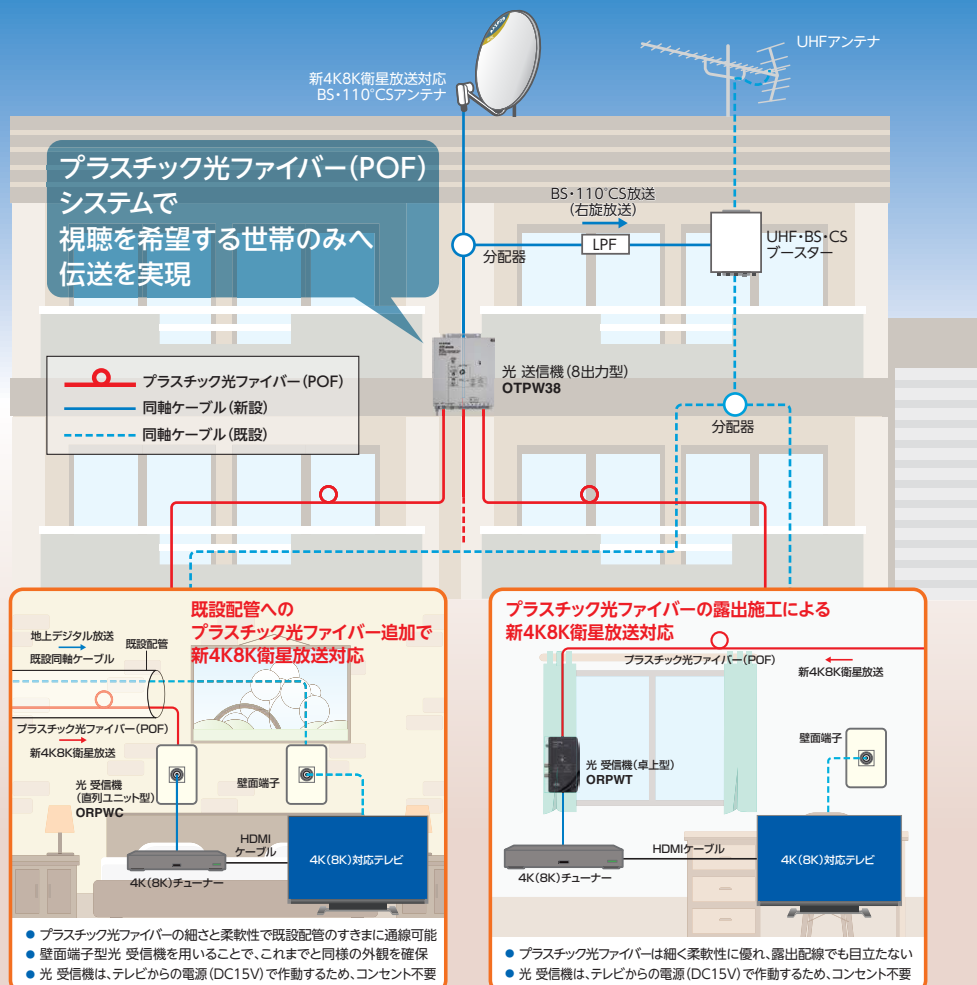 UHFアンテナ
新4K8K衛星放送対応
BS・110°CSアンテナ
プラスチック光ファイバー(POF)
システムで
視聴を希望する世帯のみへ
伝送を実現
BS・110°CS放送
(右旋放送)
LPF
分配器
UHF・BS・CS
ブースター
光 送信機(8出力型)
OTPW38
プラスチック光ファイバー(POF)
同軸ケーブル(新設)
同軸ケーブル(既設)
分配器
既設配管への
プラスチック光ファイバー追加で
新4K8K衛星放送対応
地上デジタル放送
既設配管
既設同軸ケーブル
プラスチック光ファイバー(POF)
新4K8K衛星放送
光 受信機
(直列ユニット型)
ORPWC
壁面端子
HDMI
ケーブル
4K(8K)チューナー
4K(8K)対応テレビ
● プラスチック光ファイバーの細さと柔軟性で既設配管のすきまに通線可能
● 壁面端子型光 受信機を用いることで、これまでと同様の外観を確保
● 光 受信機は、テレビからの電源(DC15V)で作動するため、コンセント不要
プラスチック光ファイバーの露出施工による
新4K8K衛星放送対応
プラスチック光ファイバー(POF)
新4K8K衛星放送
壁面端子
光 受信機(卓上型)
ORPWT
HDMIケーブル
4K(8K)チューナー
4K(8K)対応テレビ
● プラスチック光ファイバーは細く柔軟性に優れ、露出配線でも目立たない
● 光 受信機は、テレビからの電源(DC15V)で作動するため、コンセント不要